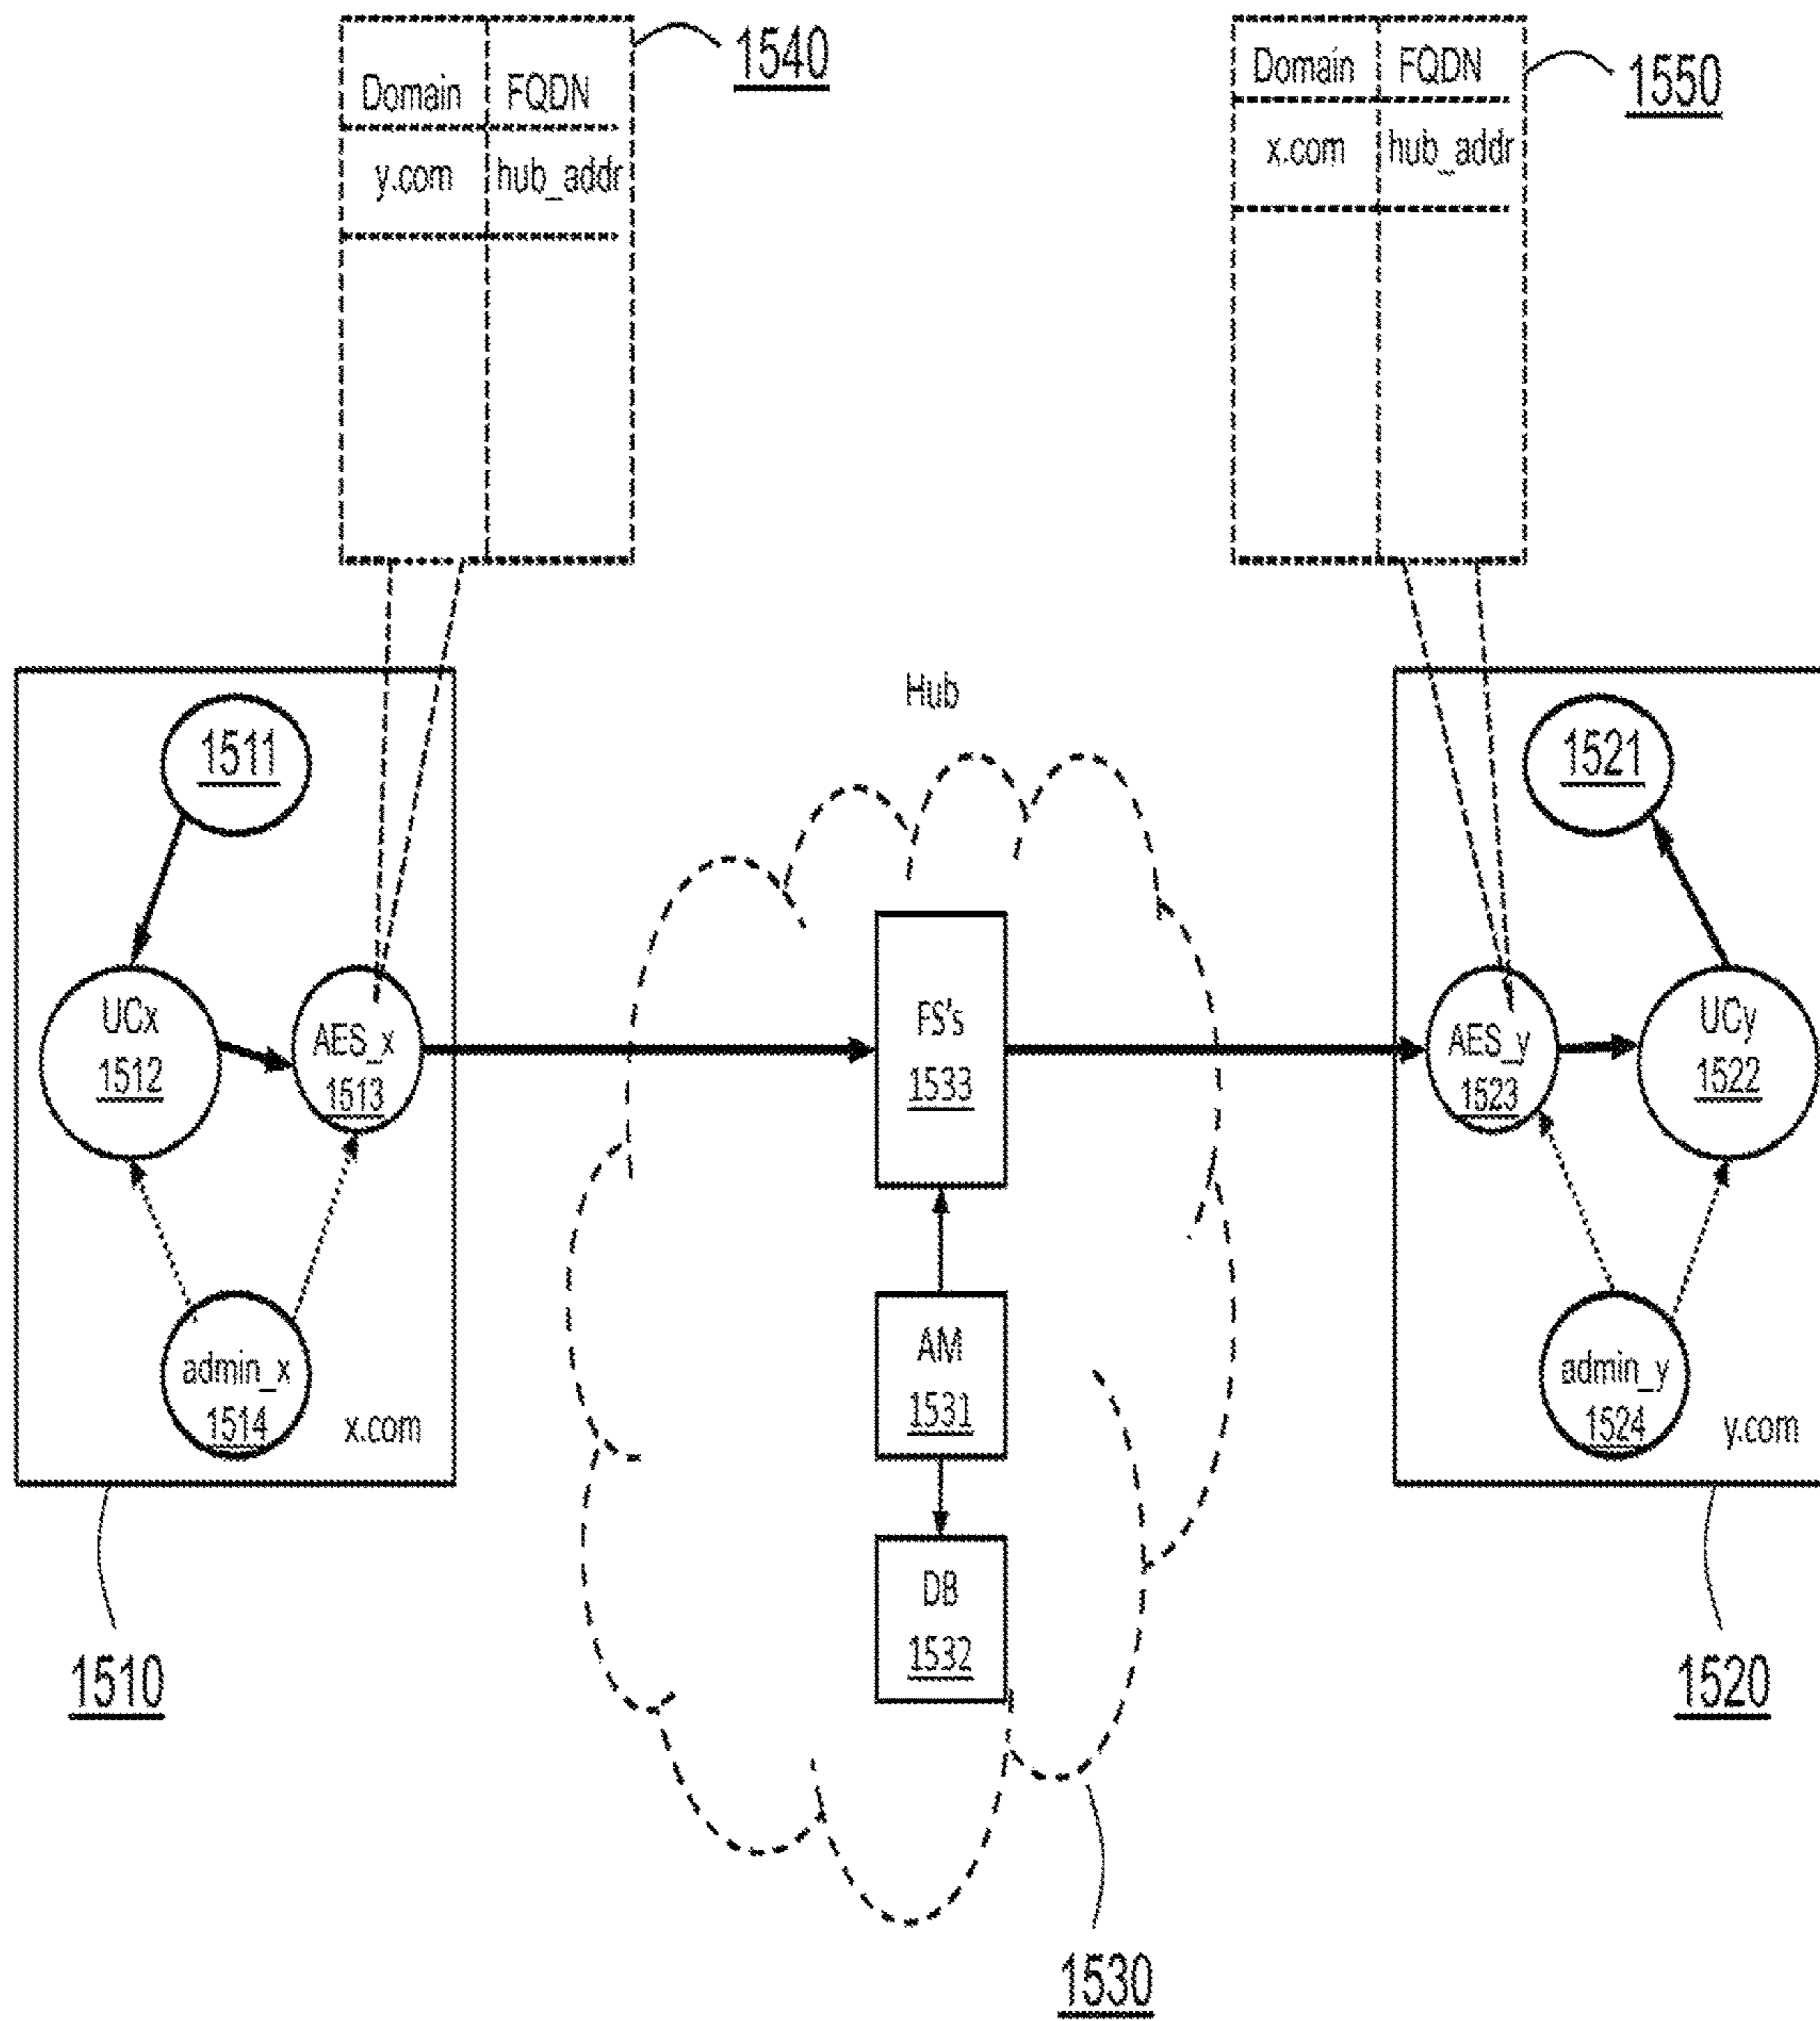 Domain FQDN
y.com hub_addr
1540
Domain FQDN
x.com hub_addr
1550
1511
UCx
1512
AES_x
1513
admin_x
1514
x.com
1510
Hub
FS's
1533
AM
1531
DB
1532
1530
1521
AES_y
1523
UCy
1522
admin_y
1524
y.com
1520